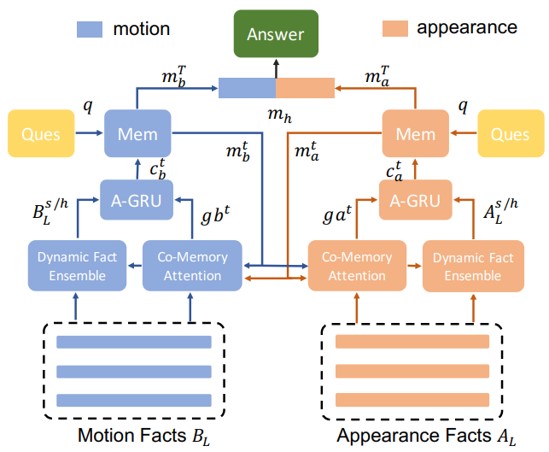 motion
appearance
Answer
m_b^T
m_a^T
m_h
q
q
Ques
Mem
Mem
Ques
m_b^t
m_a^t
c_b^t
c_a^t
B_L^{s/h}
A-GRU
gb^t
ga^t
A-GRU
A_L^{s/h}
Dynamic Fact
Ensemble
Co-Memory
Attention
Co-Memory
Attention
Dynamic Fact
Ensemble
Motion Facts B_L
Appearance Facts A_L